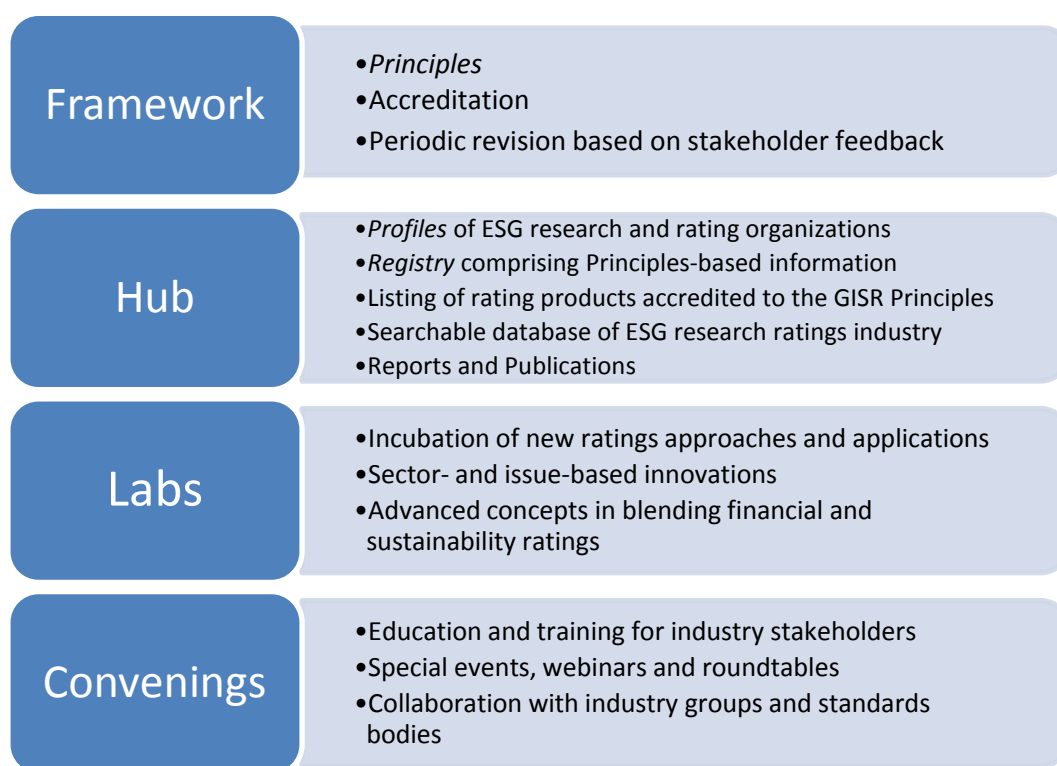 Framework
•Principles
•Accreditation
•Periodic revision based on stakeholder feedback
Hub
•Profiles of ESG research and rating organizations
•Registry comprising Principles-based information
•Listing of rating products accredited to the GISR Principles
•Searchable database of ESG research ratings industry
•Reports and Publications
Labs
•Incubation of new ratings approaches and applications
•Sector- and issue-based innovations
•Advanced concepts in blending financial and
sustainability ratings
Convenings
•Education and training for industry stakeholders
•Special events, webinars and roundtables
•Collaboration with industry groups and standards
bodies